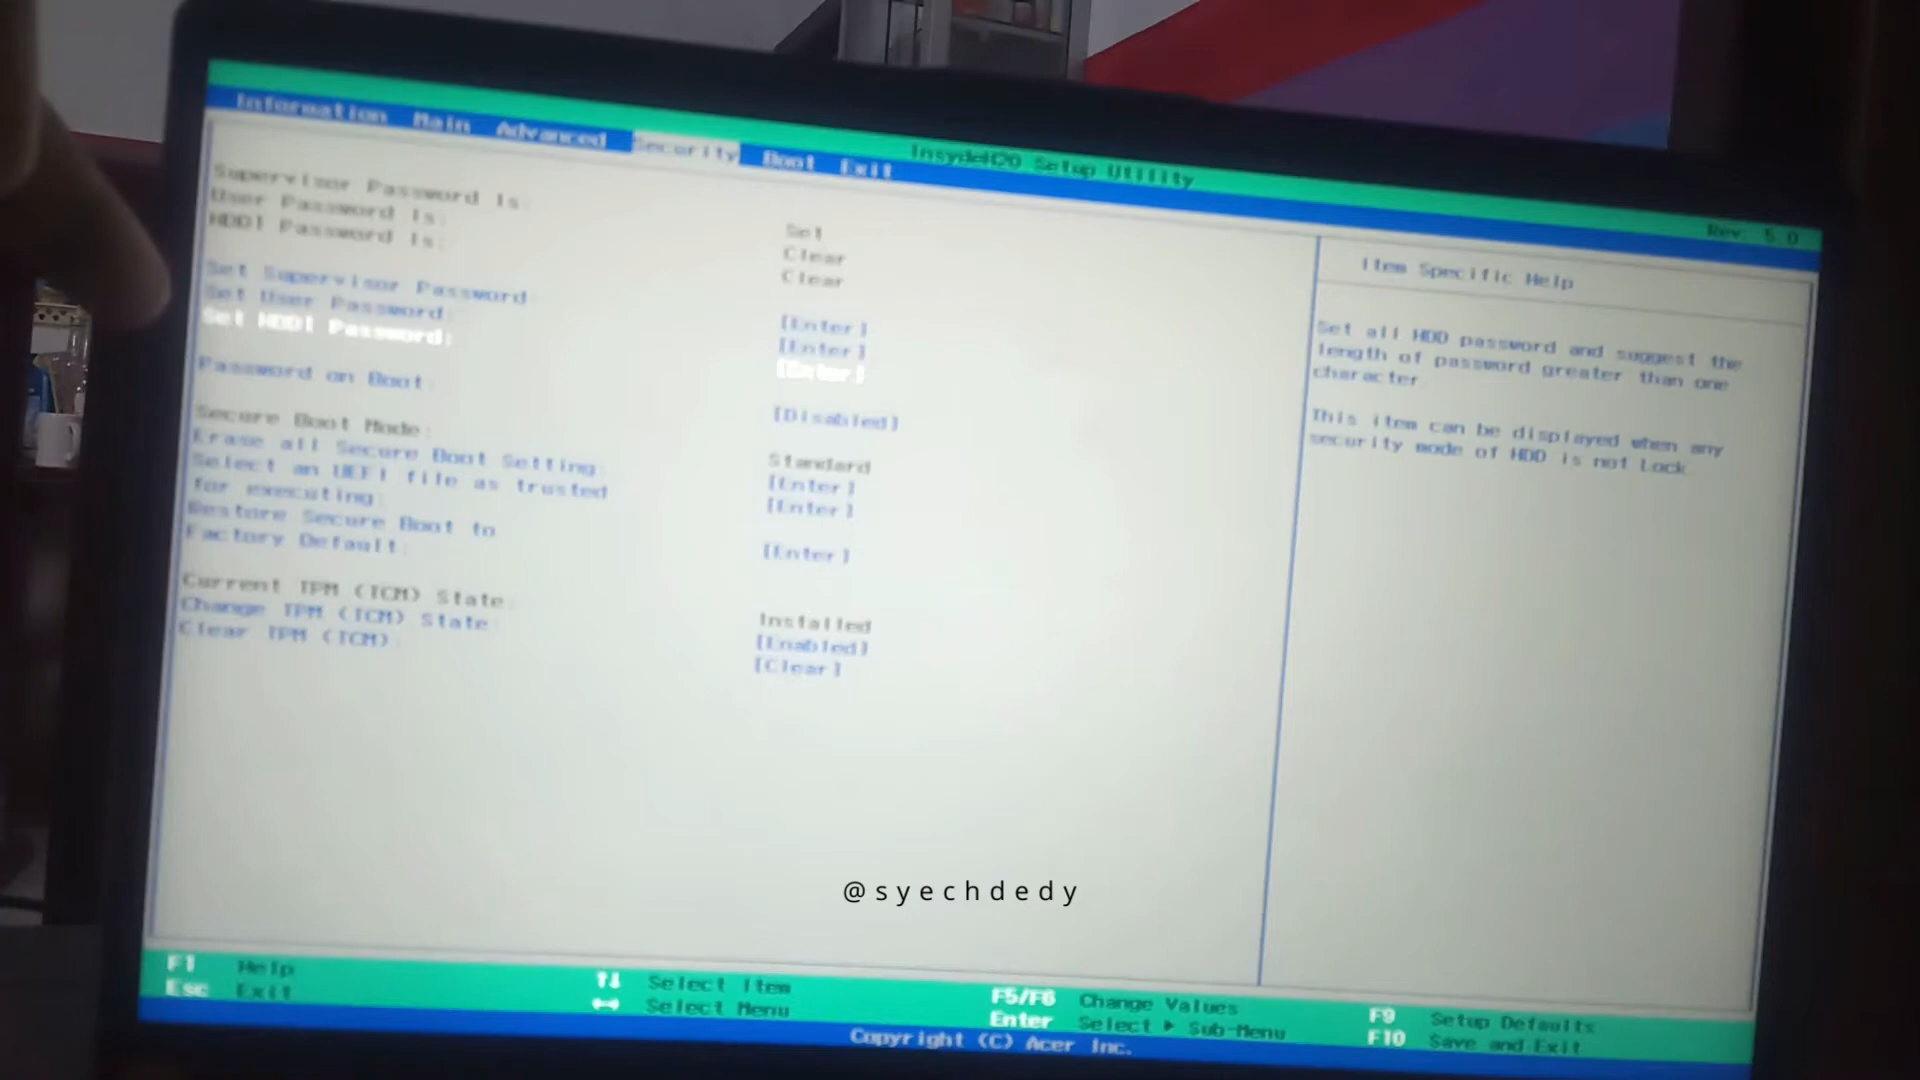 InsydeH20 Setup Utility
Rev. 5.0
Information Main Advanced Security Boot Exit
Supervisor Password Is: Set
User Password Is: Clear
HDD1 Password Is: Clear
Set Supervisor Password: [Enter]
Set User Password: [Enter]
Set HDD1 Password: [Enter]
Password on Boot: [Disabled]
Secure Boot Mode: Standard
Erase all Secure Boot Setting: [Enter]
Select an UEFI file as trusted [Enter]
for executing:
Restore Secure Boot to [Enter]
Factory Default:
Current TPM (TCM) State: Installed
Change TPM (TCM) State: [Enabled]
Clear TPM (TCM): [Clear]
Item Specific Help
Set all HDD password and suggest the
length of password greater than one
character
This item can be displayed when any
security mode of HDD is not Lock
@syechdedy
F1 Help ↑↓ Select Item F5/F6 Change Values F9 Setup Defaults
Esc Exit ↔ Select Menu Enter Select ▶ Sub-Menu F10 Save and Exit
Copyright (C) Acer Inc.